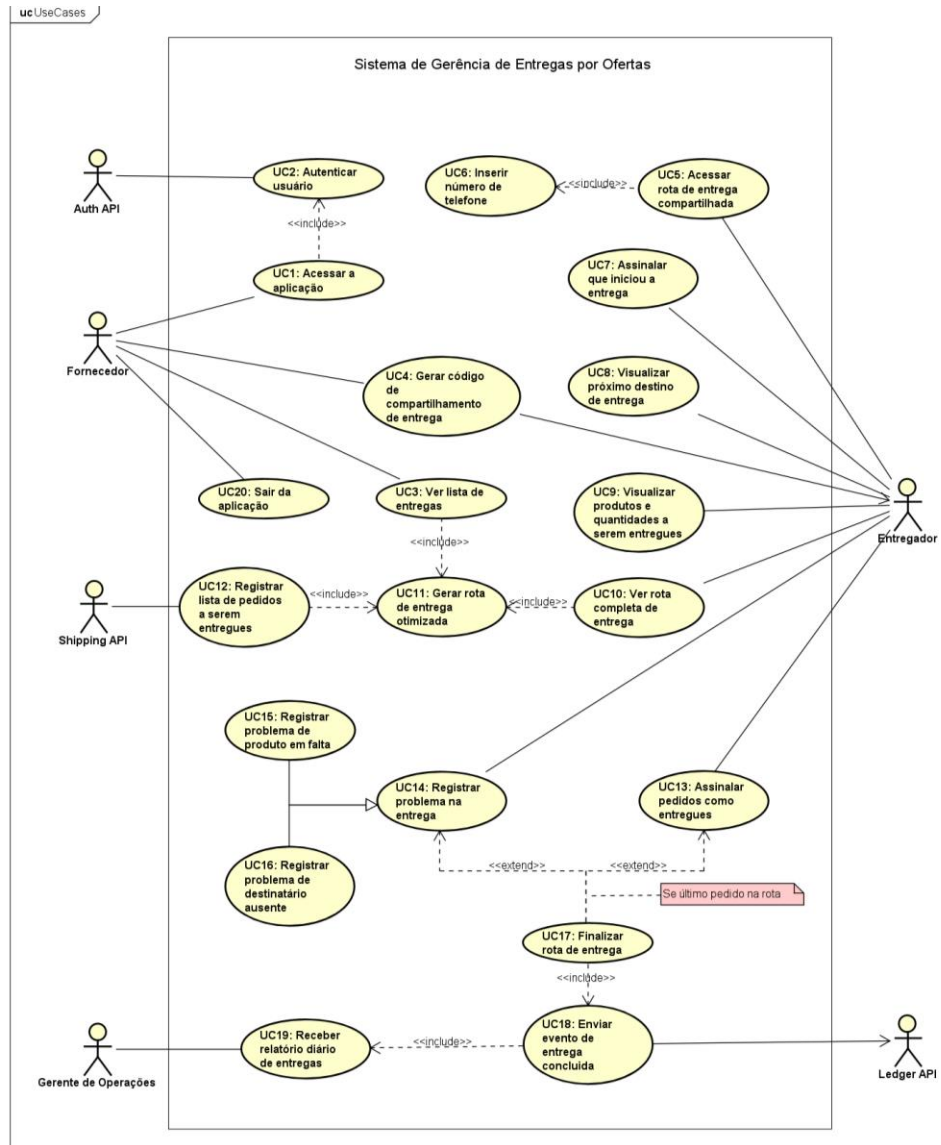 uc UseCases
Sistema de Gerência de Entregas por Ofertas
Auth API
UC2: Autenticar
usuário
UC6: Inserir
número de
telefone
<<include>>
UC5: Acessar
rota de entrega
compartilhada
<<include>>
UC1: Acessar a
aplicação
UC7: Assinalar
que iniciou a
entrega
Fornecedor
UC4: Gerar código
de
compartilhamento
de entrega
UC8: Visualizar
próximo destino
de entrega
UC20: Sair da
aplicação
UC3: Ver lista de
entregas
UC9: Visualizar
produtos e
quantidades a
serem entregues
Entregador
<<include>>
Shipping API
UC12: Registrar
lista de pedidos
a serem
entregues
<<include>>
UC11: Gerar rota
de entrega
otimizada
<<include>>
UC10: Ver rota
completa de
entrega
UC15: Registrar
problema de
produto em falta
UC14: Registrar
problema na
entrega
UC13: Assinalar
pedidos como
entregues
UC16: Registrar
problema de
destinatário
ausente
<<extend>>
<<extend>>
Se último pedido na rota
UC17: Finalizar
rota de entrega
<<include>>
Gerente de Operações
UC19: Receber
relatório diário
de entregas
<<include>>
UC18: Enviar
evento de
entrega
concluida
Ledger API